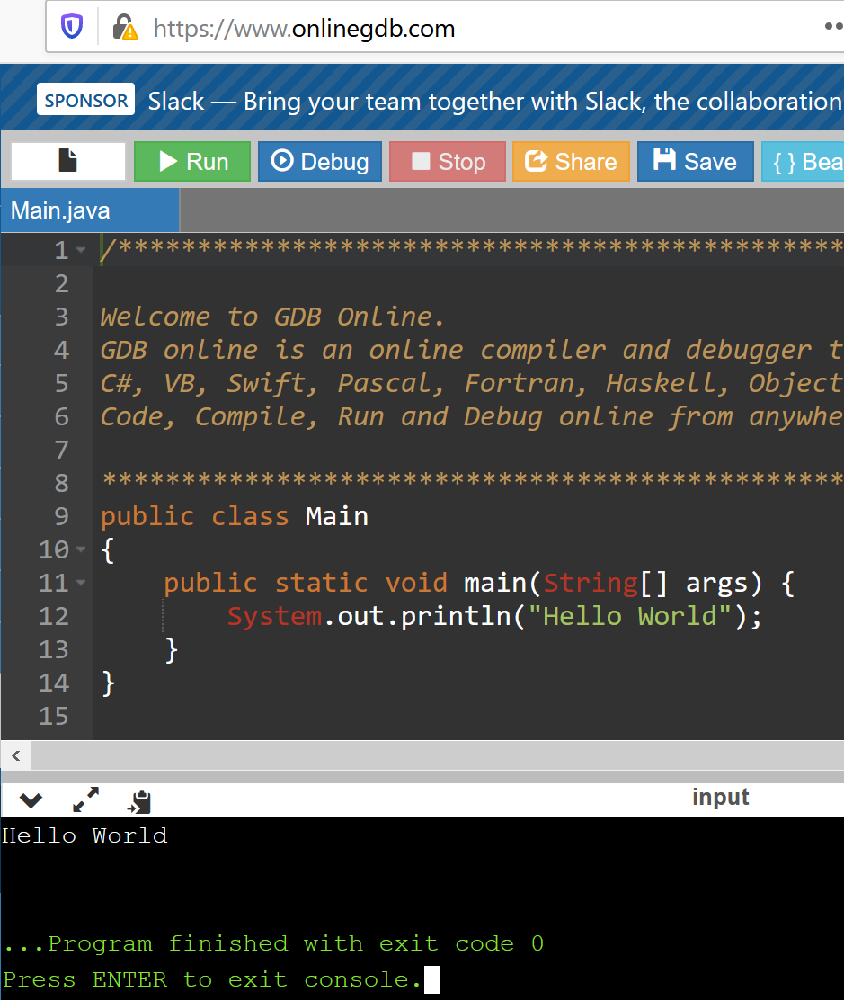 https://www.onlinegdb.com
SPONSOR Slack — Bring your team together with Slack, the collaboration
Run Debug Stop Share Save { } Bea
Main.java
1 /**********************************************
2
3 Welcome to GDB Online.
4 GDB online is an online compiler and debugger t
5 C#, VB, Swift, Pascal, Fortran, Haskell, Object
6 Code, Compile, Run and Debug online from anywhe
7
8 ***********************************************
9 public class Main
10 {
11     public static void main(String[] args) {
12         System.out.println("Hello World");
13     }
14 }
15
input
Hello World
...Program finished with exit code 0
Press ENTER to exit console.